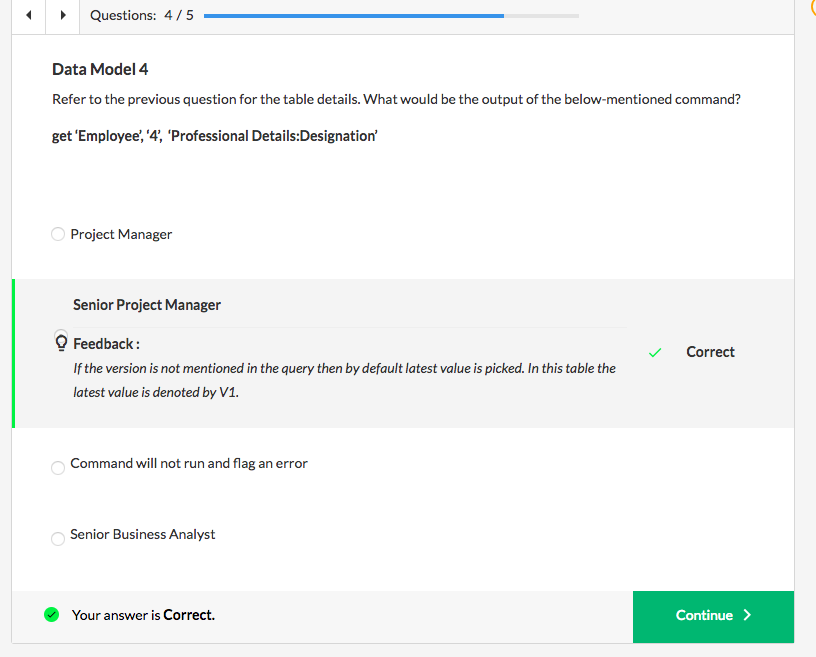 Questions: 4 / 5
Data Model 4
Refer to the previous question for the table details. What would be the output of the below-mentioned command?
get ‘Employee’, ‘4’, ‘Professional Details:Designation’
Project Manager
Senior Project Manager
Feedback :
If the version is not mentioned in the query then by default latest value is picked. In this table the
latest value is denoted by V1.
Correct
Command will not run and flag an error
Senior Business Analyst
Your answer is Correct.
Continue